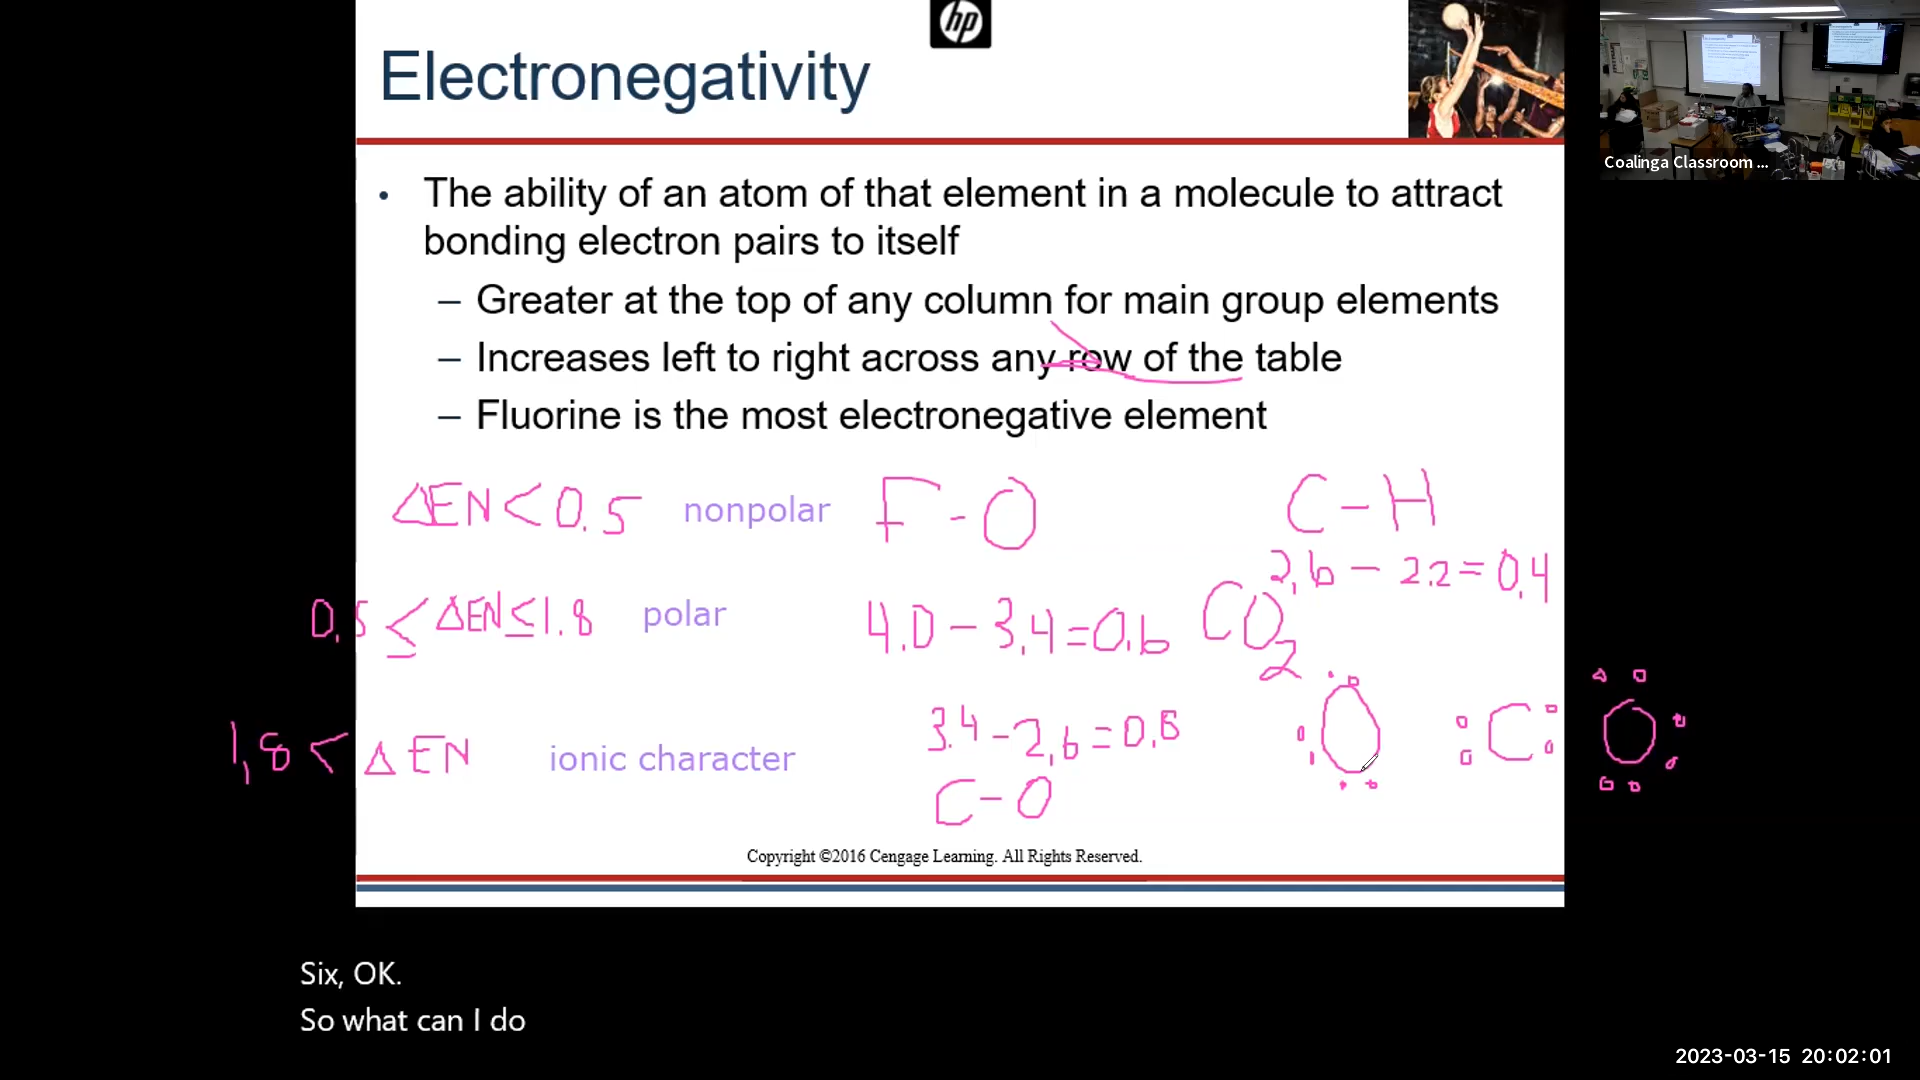 hp
Electronegativity
Coalinga Classroom ...
• The ability of an atom of that element in a molecule to attract
bonding electron pairs to itself
– Greater at the top of any column for main group elements
– Increases left to right across any row of the table
– Fluorine is the most electronegative element
ΔEN < 0.5 nonpolar F - O C - H
2.6 - 2.2 = 0.4
0.5 ≤ ΔEN ≤ 1.8 polar 4.0 - 3.4 = 0.6 CO2
1.8 < ΔEN ionic character 3.4 - 2.6 = 0.8 O C O
C - O
Copyright ©2016 Cengage Learning. All Rights Reserved.
Six, OK.
So what can I do
2023-03-15 20:02:01